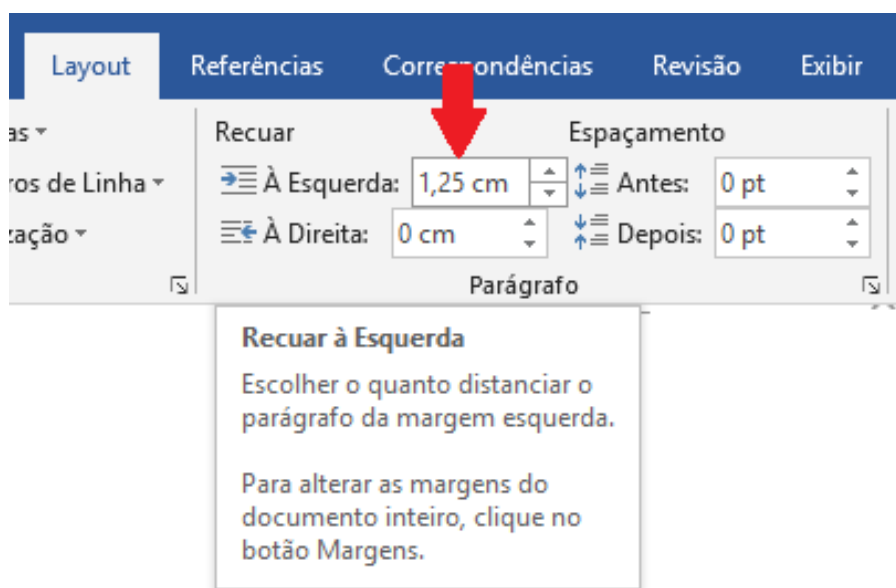 Layout Referências Correspondências Revisão Exibir
as
Recuar Espaçamento
ros de Linha À Esquerda: 1,25 cm Antes: 0 pt
ação À Direita: 0 cm Depois: 0 pt
Parágrafo
Recuar à Esquerda
Escolher o quanto distanciar o
parágrafo da margem esquerda.
Para alterar as margens do
documento inteiro, clique no
botão Margens.